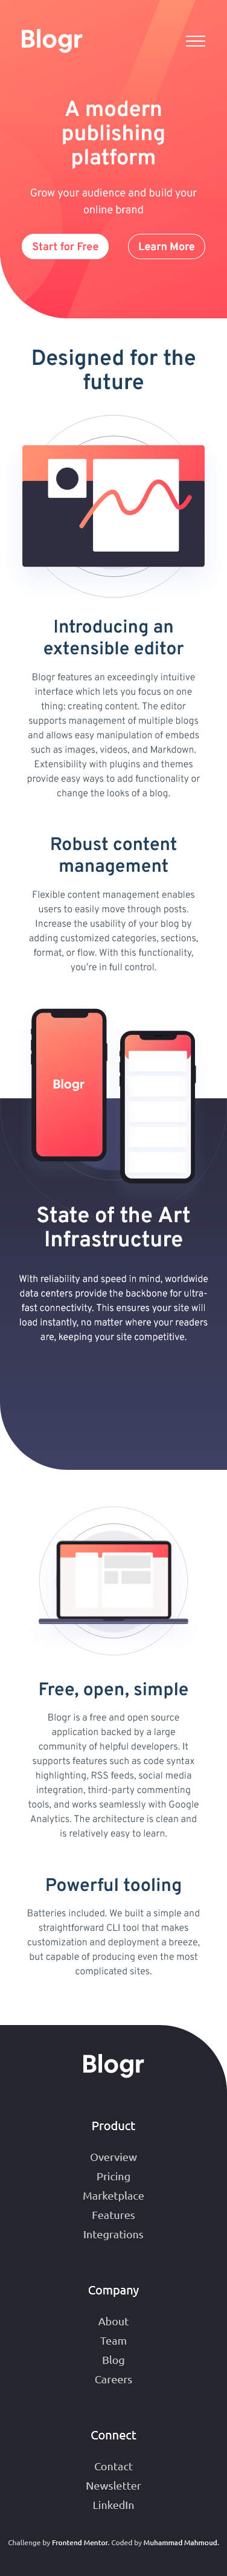 Blogr
A modern
publishing
platform
Grow your audience and build your
online brand
Start for Free
Learn More
Designed for the
future
Introducing an
extensible editor
Blogr features an exceedingly intuitive
interface which lets you focus on one
thing: creating content. The editor
supports management of multiple blogs
and allows easy manipulation of embeds
such as images, videos, and Markdown.
Extensibility with plugins and themes
provide easy ways to add functionality or
change the looks of a blog.
Robust content
management
Flexible content management enables
users to easily move through posts.
Increase the usability of your blog by
adding customized categories, sections,
format, or flow. With this functionality,
you're in full control.
Blogr
State of the Art
Infrastructure
With reliability and speed in mind, worldwide
data centers provide the backbone for ultra-
fast connectivity. This ensures your site will
load instantly, no matter where your readers
are, keeping your site competitive.
Free, open, simple
Blogr is a free and open source
application backed by a large
community of helpful developers. It
supports features such as code syntax
highlighting, RSS feeds, social media
integration, third-party commenting
tools, and works seamlessly with Google
Analytics. The architecture is clean and
is relatively easy to learn.
Powerful tooling
Batteries included. We built a simple and
straightforward CLI tool that makes
customization and deployment a breeze,
but capable of producing even the most
complicated sites.
Blogr
Product
Overview
Pricing
Marketplace
Features
Integrations
Company
About
Team
Blog
Careers
Connect
Contact
Newsletter
LinkedIn
Challenge by Frontend Mentor. Coded by Muhammad Mahmoud.